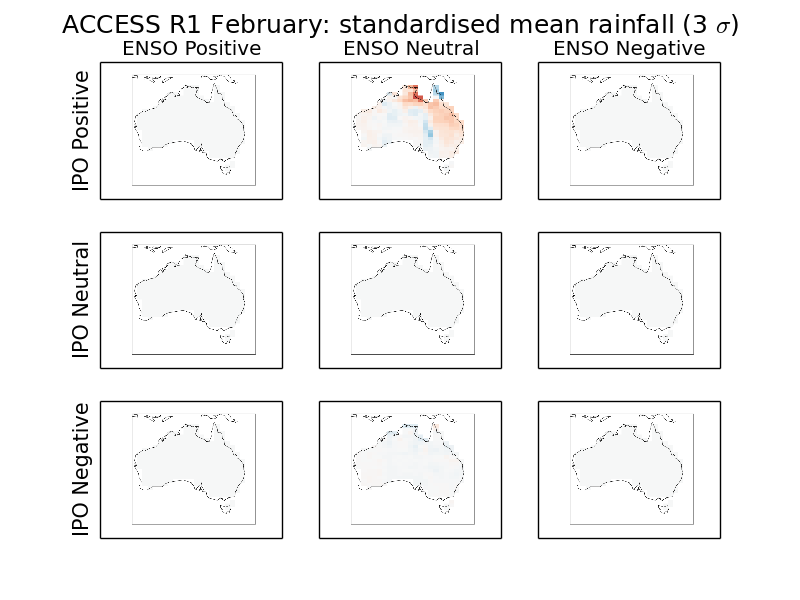 ACCESS R1 February: standardised mean rainfall (3 σ)
ENSO Positive ENSO Neutral ENSO Negative
IPO Positive
IPO Neutral
IPO Negative